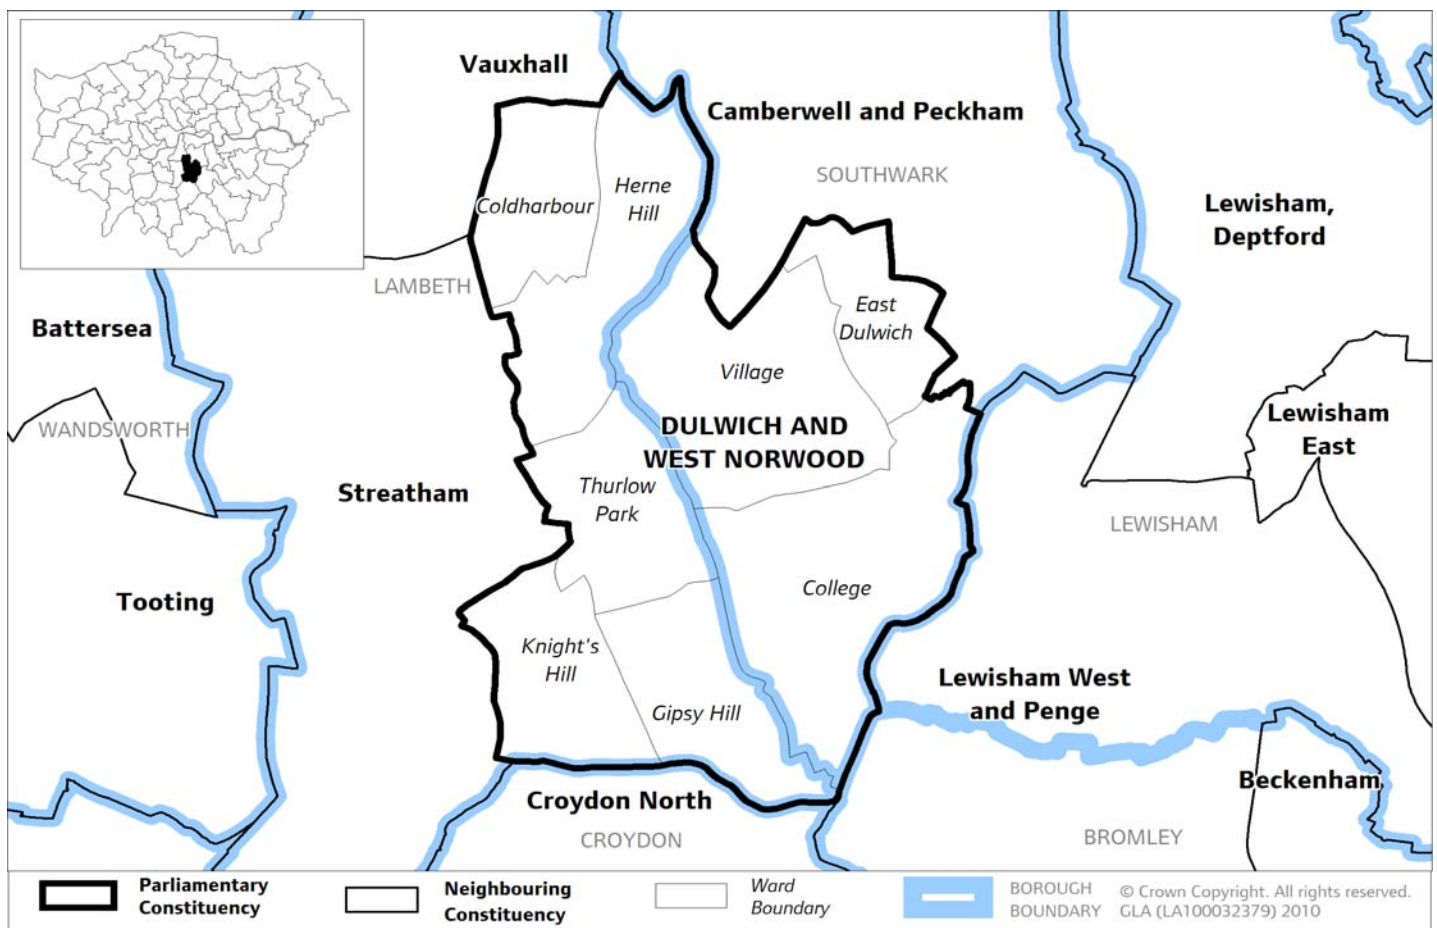 Vauxhall
Camberwell and Peckham
SOUTHWARK
Herne
Hill
Coldharbour
Lewisham,
Deptford
LAMBETH
Battersea
East
Dulwich
Village
WANDSWORTH
DULWICH AND
WEST NORWOOD
Lewisham
East
Streatham
Thurlow
Park
LEWISHAM
Tooting
College
Knight's
Hill
Lewisham West
and Penge
Gipsy Hill
Beckenham
Croydon North
CROYDON
BROMLEY
Parliamentary
Constituency
Neighbouring
Constituency
Ward
Boundary
BOROUGH
BOUNDARY
© Crown Copyright. All rights reserved.
GLA (LA100032379) 2010